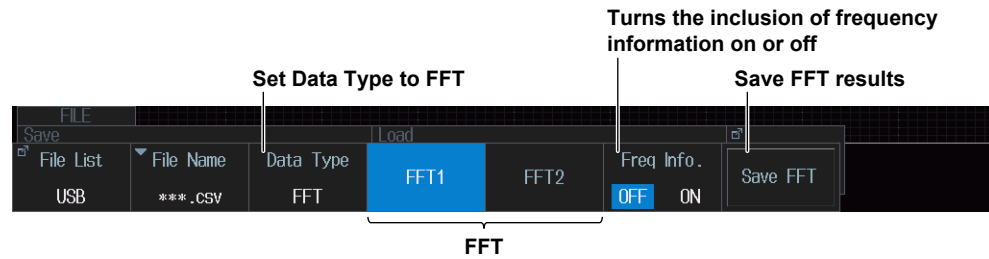 Turns the inclusion of frequency
information on or off
Set Data Type to FFT
Save FFT results
FILE
Save
Load
File List
File Name
Data Type
FFT1
FFT2
Freq Info.
Save FFT
USB
***.CSV
FFT
OFF
ON
FFT